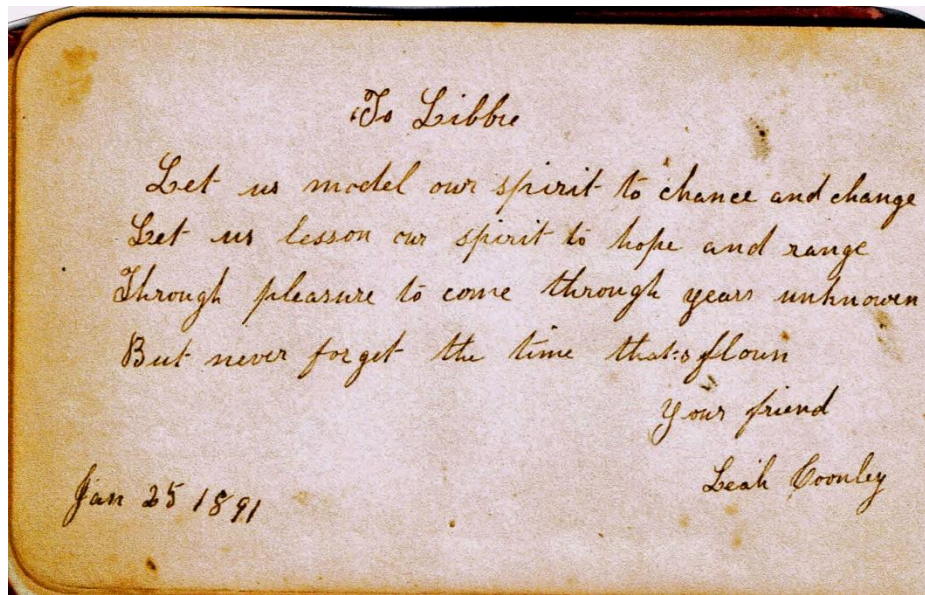 To Libbie
Let us model our spirit to chance and change
Let us lesson our spirit to hope and range
Through pleasure to come through years unknowen
But never forget the time that's flown
Your friend
Leah Coonley
Jan 25 1891